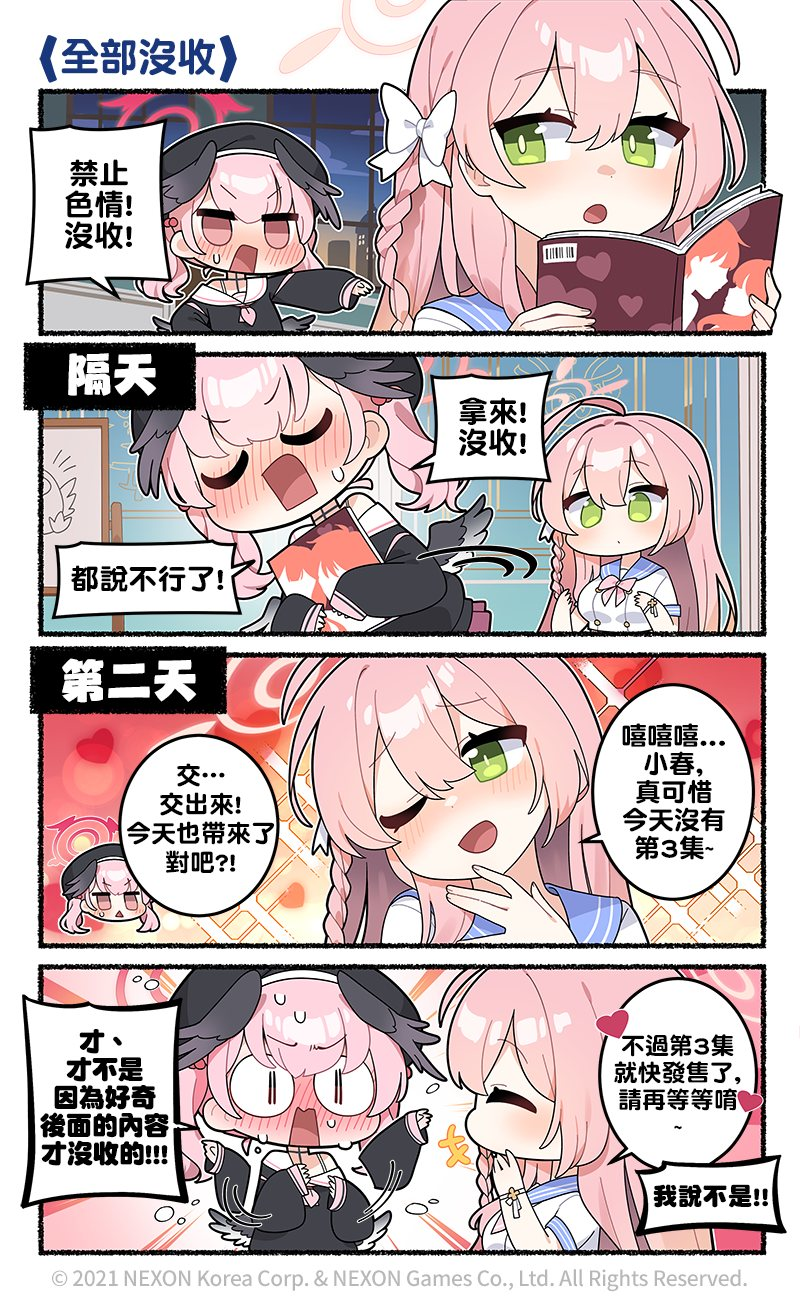 《全部沒收》
禁止
色情!
沒收!
隔天
拿來!
沒收!
都說不行了!
第二天
嘻嘻嘻...
小春,
真可惜
今天沒有
第3集~
交...
交出來!
今天也帶來了
對吧?!
不過第3集
就快發售了,
請再等等唷
~
才、
才不是
因為好奇
後面的內容
才沒收的!!!
我說不是!!
© 2021 NEXON Korea Corp. & NEXON Games Co., Ltd. All Rights Reserved.